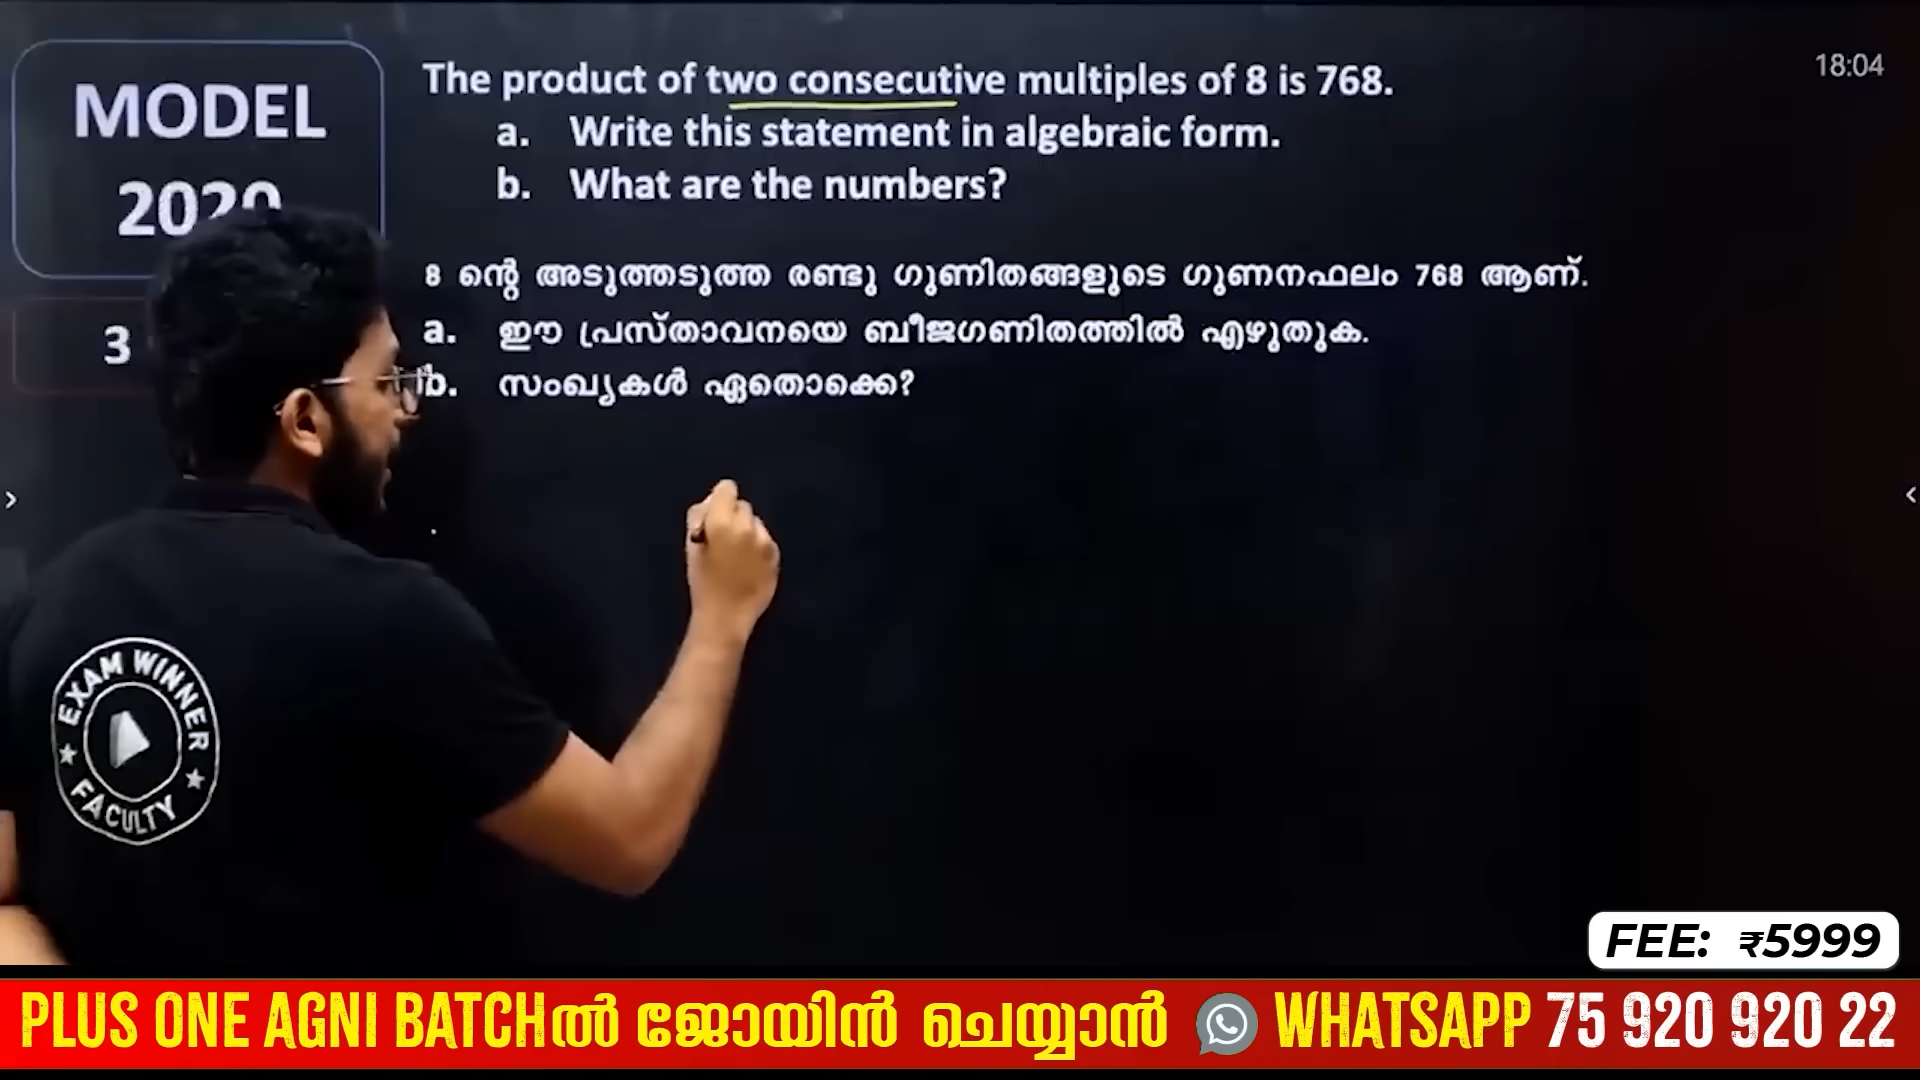 MODEL
2020
3
18:04
The product of two consecutive multiples of 8 is 768.
a. Write this statement in algebraic form.
b. What are the numbers?
8 ന്റെ അടുത്തടുത്ത രണ്ടു ഗുണിതങ്ങളുടെ ഗുണനഫലം 768 ആണ്.
a. ഈ പ്രസ്താവനയെ ബീജഗണിതത്തിൽ എഴുതുക.
b. സംഖ്യകൾ ഏതൊക്കെ?
EXAM WINNER
FACULTY
FEE: ₹5999
PLUS ONE AGNI BATCHൽ ജോയിൻ ചെയ്യാൻ WHATSAPP 75 920 920 22